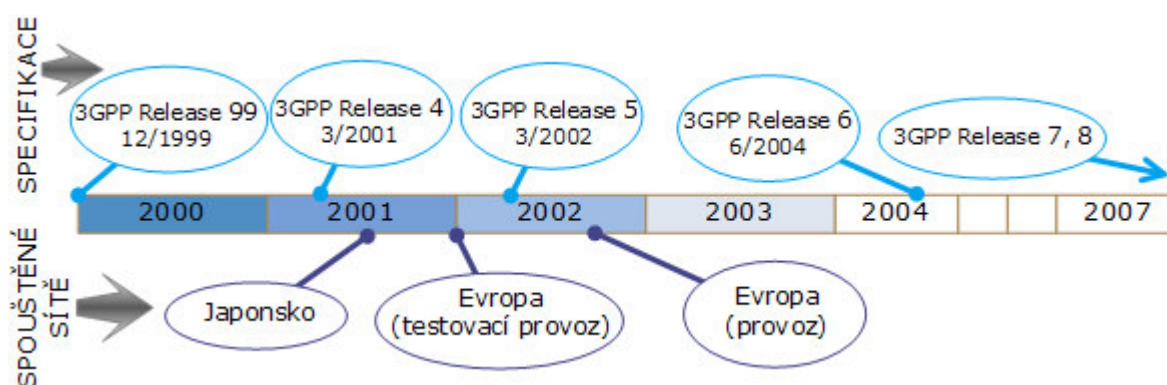 SPECIFIKACE
3GPP Release 99
12/1999
3GPP Release 4
3/2001
3GPP Release 5
3/2002
3GPP Release 6
6/2004
3GPP Release 7, 8
2000
2001
2002
2003
2004
2007
SPOUŠTĚNÉ
SÍTĚ
Japonsko
Evropa
(testovací provoz)
Evropa
(provoz)